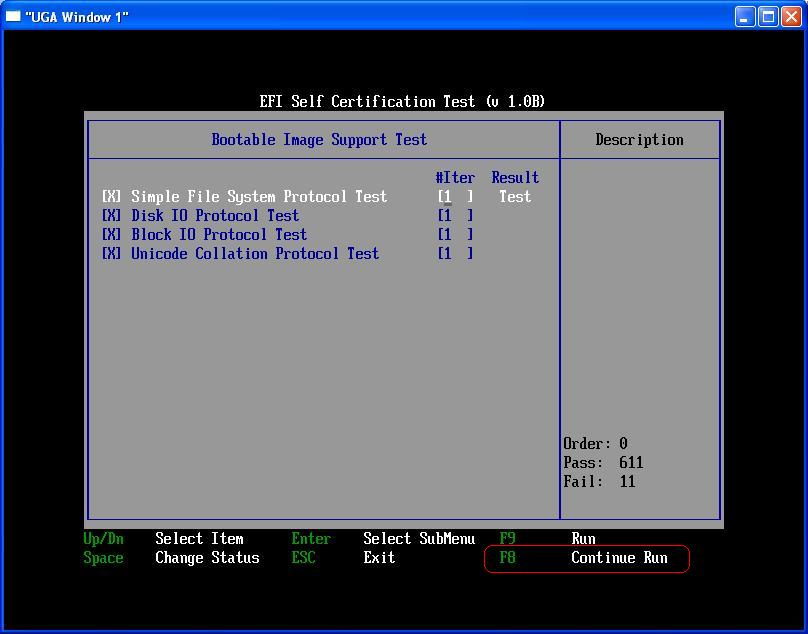 "UGA Window 1"
EFI Self Certification Test (v 1.0B)
Bootable Image Support Test
Description
#Iter Result
[X] Simple File System Protocol Test [1 ] Test
[X] Disk IO Protocol Test [1 ]
[X] Block IO Protocol Test [1 ]
[X] Unicode Collation Protocol Test [1 ]
Order: 0
Pass: 611
Fail: 11
Up/Dn Select Item Enter Select SubMenu F9 Run
Space Change Status ESC Exit F8 Continue Run